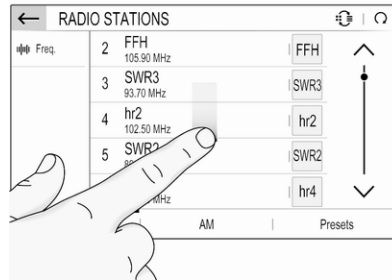 RADIO STATIONS
Freq.
2 FFH FFH
105.90 MHz
3 SWR3 SWR3
93.70 MHz
4 hr2 hr2
102.50 MHz
5 SWR2 SWR2
hr4
MHz
AM Presets